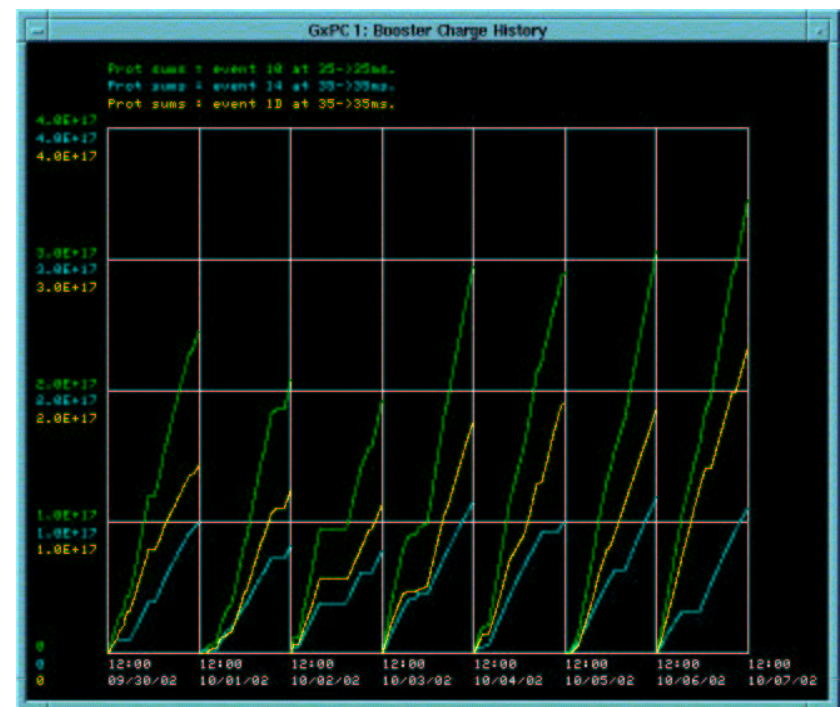 GxPC 1: Booster Charge History
Prot sums : event 10 at 25->25ms.
Prot sums : event 14 at 35->35ms.
Prot sums : event 1D at 35->35ms.
4.0E+17
4.0E+17
4.0E+17
3.0E+17
3.0E+17
3.0E+17
2.0E+17
2.0E+17
2.0E+17
1.0E+17
1.0E+17
1.0E+17
0
0
0
12:00 12:00 12:00 12:00 12:00 12:00 12:00 12:00
09/30/02 10/01/02 10/02/02 10/03/02 10/04/02 10/05/02 10/06/02 10/07/02